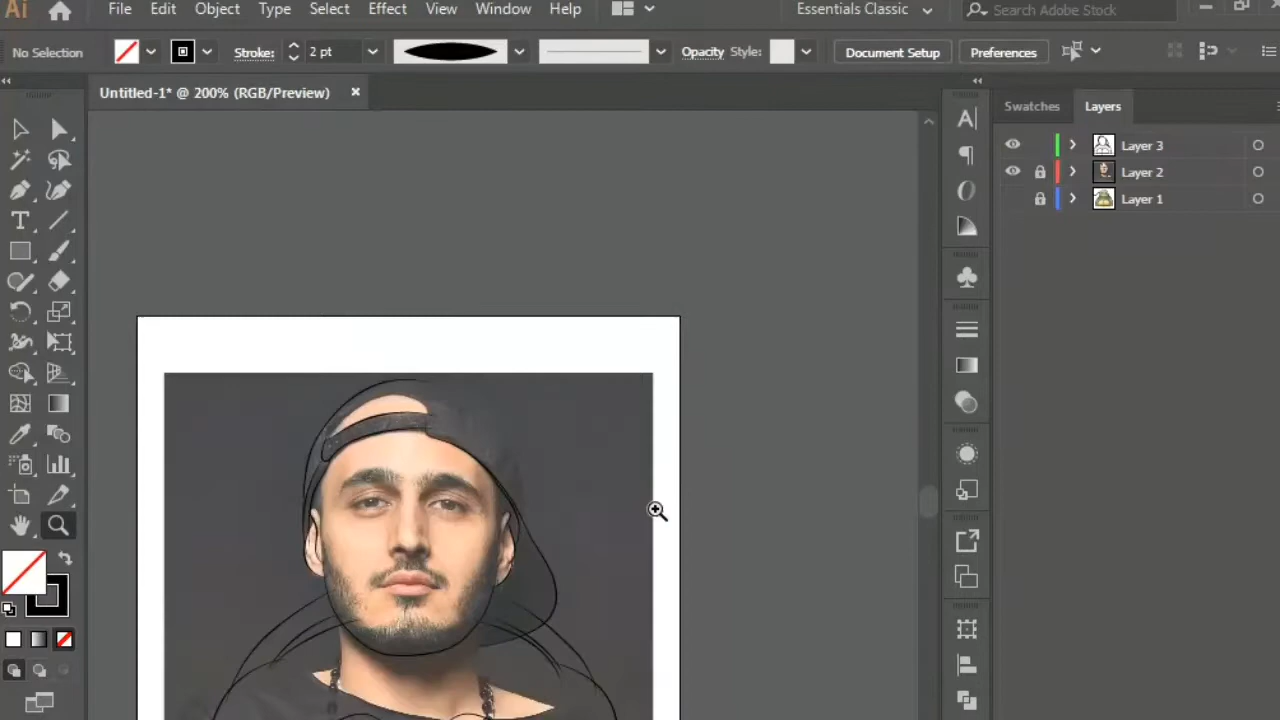 Ai File Edit Object Type Select Effect View Window Help Essentials Classic Search Adobe Stock
No Selection Stroke: 2 pt Opacity Style: Document Setup Preferences
Untitled-1* @ 200% (RGB/Preview)
Swatches Layers
Layer 3
Layer 2
Layer 1